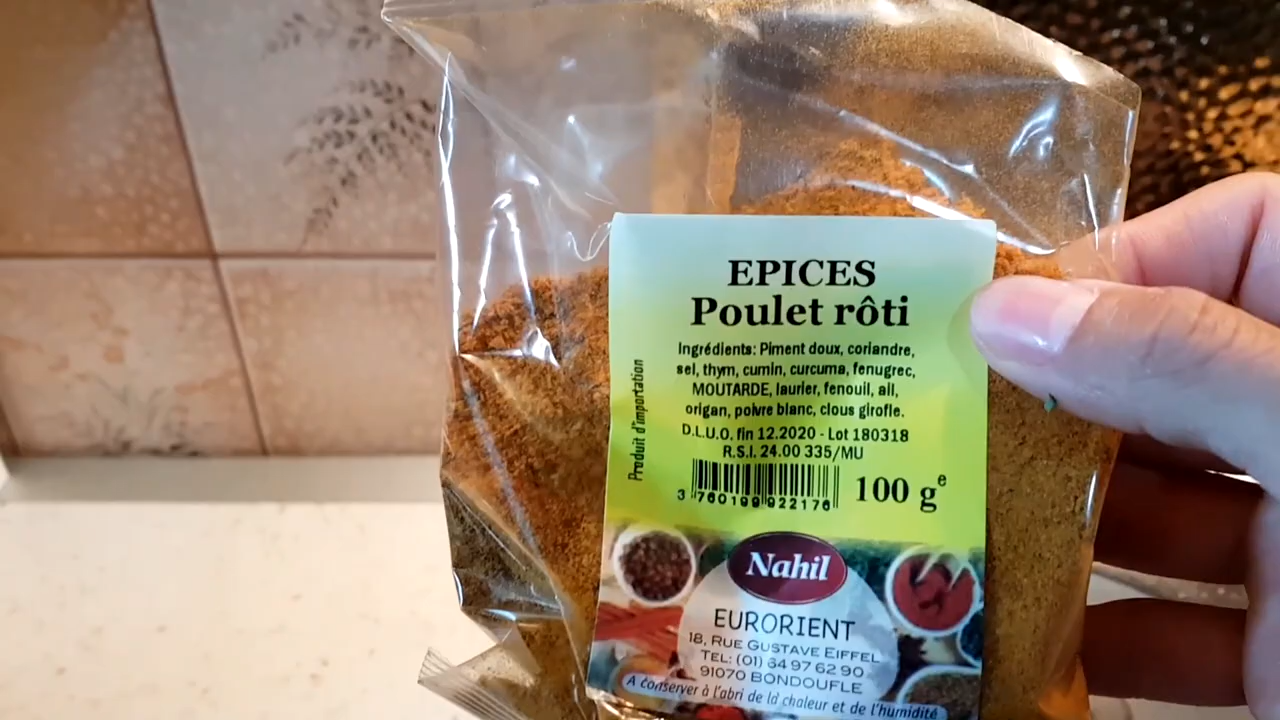 EPICES
Poulet rôti
Ingrédients: Piment doux, coriandre,
sel, thym, cumin, curcuma, fenugrec,
MOUTARDE, laurier, fenouil, ail,
origan, poivre blanc, clous girofle.
D.L.U.O. fin 12.2020 - Lot 180318
R.S.I. 24.00 335/MU
3 760199 922176
100 g e
Produit d'importation
Nahil
EURORIENT
18, RUE GUSTAVE EIFFEL
TEL: (01) 64 97 62 90
91070 BONDOUFLE
A conserver à l'abri de la chaleur et de l'humidité